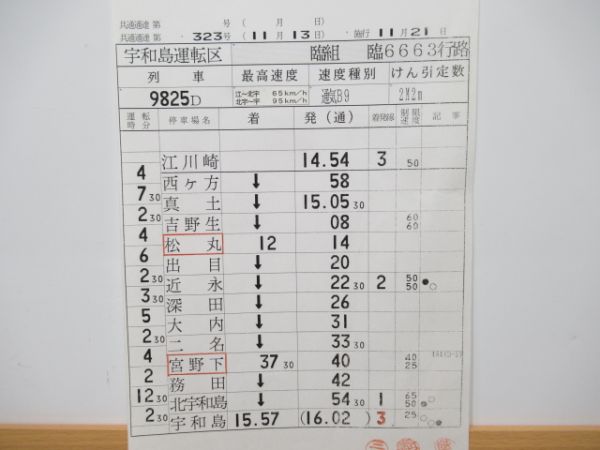 共通通達 第 号 ( 月 日)
共通通達 第 323号 (11月13日) 施行 11月21日
宇和島運転区 臨組 臨6663行路
列車 最高速度 速度種別 けん引定数
9825D 江〜北宇 65km/h 北宇〜宇 95km/h 通気B9 2M2m
運転時分 停車場名 着 発(通) 着発線 制限速度 記事
江川崎 14.54 3 50
4
西ヶ方 ↓ 58
7 30
真土 ↓ 15.05 30
2 30
吉野生 ↓ 08 60 60
4
松丸 12 14
6
出目 ↓ 20
2 30
近永 ↓ 22 30 2 50 50
3 30
深田 ↓ 26
5
大内 ↓ 31
2 30
二名 ↓ 33 30
4
宮野下 37 30 40 40 25
2
務田 ↓ 42
12 30
北宇和島 ↓ 54 30 1 65 50
2 30
宇和島 15.57 (16.02) 3 25